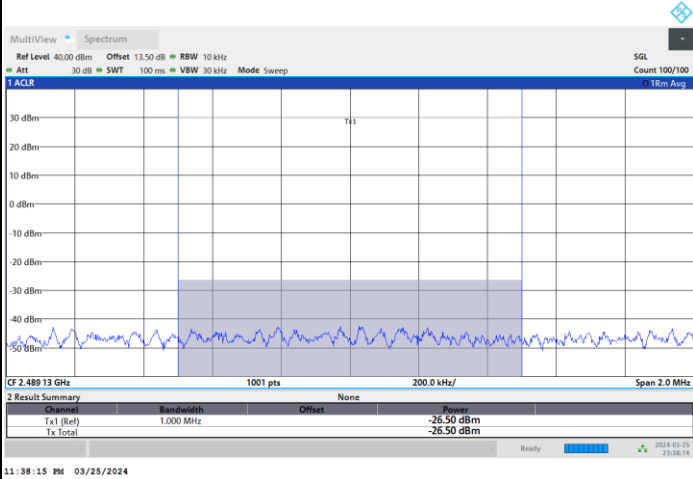 MultiView Spectrum
Ref Level 40.00 dBm Offset 13.50 dB RBW 10 kHz SGL
Att 30 dB SWT 100 ms VBW 30 kHz Mode Sweep Count 100/100
1 ACLR 1Rm Avg
30 dBm
Tx1
20 dBm
10 dBm
0 dBm
-10 dBm
-20 dBm
-30 dBm
-40 dBm
-50 dBm
CF 2.489 13 GHz 1001 pts 200.0 kHz/ Span 2.0 MHz
2 Result Summary None
Channel Bandwidth Offset Power
Tx1 (Ref) 1.000 MHz -26.50 dBm
Tx Total -26.50 dBm
Ready 2024-03-25
23:38:14
11:38:15 PM 03/25/2024